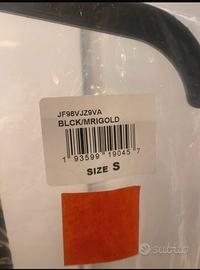 JF98VJZ9VA
BLCK/MRIGOLD
1 93599 19045 7
SIZE S
subito